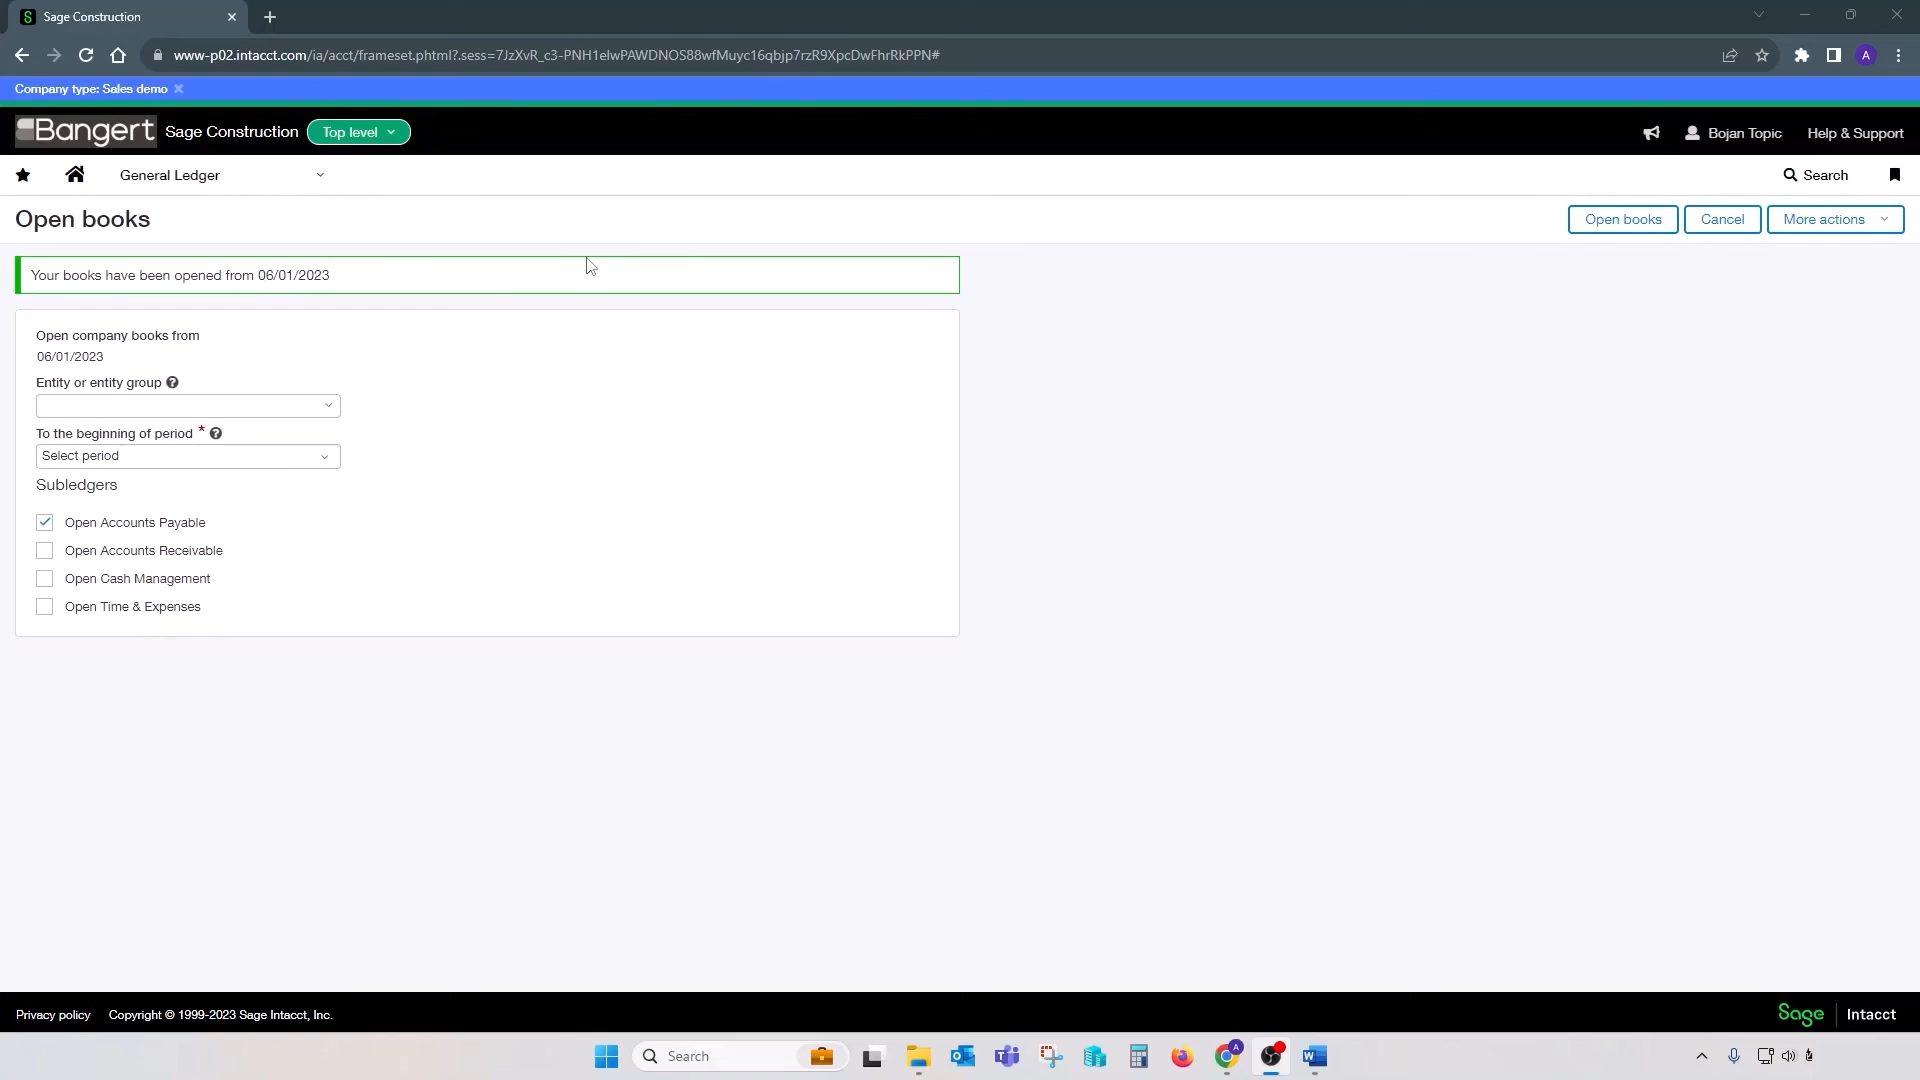 Sage Construction
www-p02.intacct.com/ia/acct/frameset.phtml?.sess=7JzXvR_c3-PNH1elwPAWDNOS88wfMuyc16qbjp7rzR9XpcDwFhrRkPPN#
A
Company type: Sales demo
Bangert Sage Construction Top level
Bojan Topic Help & Support
General Ledger
Search
Open books
Open books Cancel More actions
Your books have been opened from 06/01/2023
Open company books from
06/01/2023
Entity or entity group
To the beginning of period *
Select period
Subledgers
Open Accounts Payable
Open Accounts Receivable
Open Cash Management
Open Time & Expenses
Privacy policy Copyright © 1999-2023 Sage Intacct, Inc.
Sage Intacct
Search